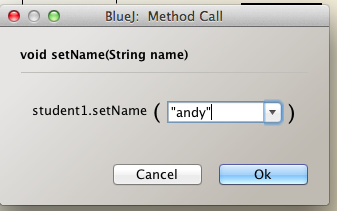 BlueJ: Method Call
void setName(String name)
student1.setName ( "andy" )
Cancel Ok